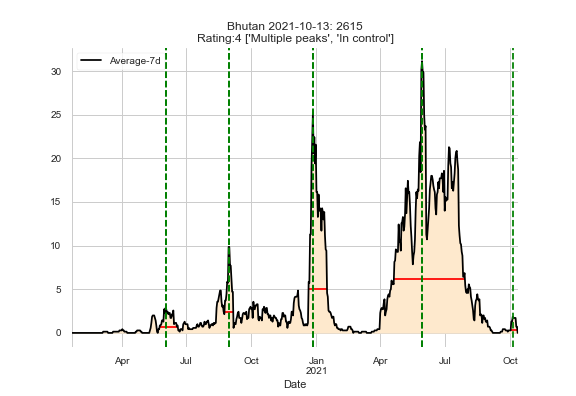 Bhutan 2021-10-13: 2615
Rating:4 ['Multiple peaks', 'In control']
Average-7d
30
25
20
15
10
5
0
Apr Jul Oct Jan Apr Jul Oct
2021
Date